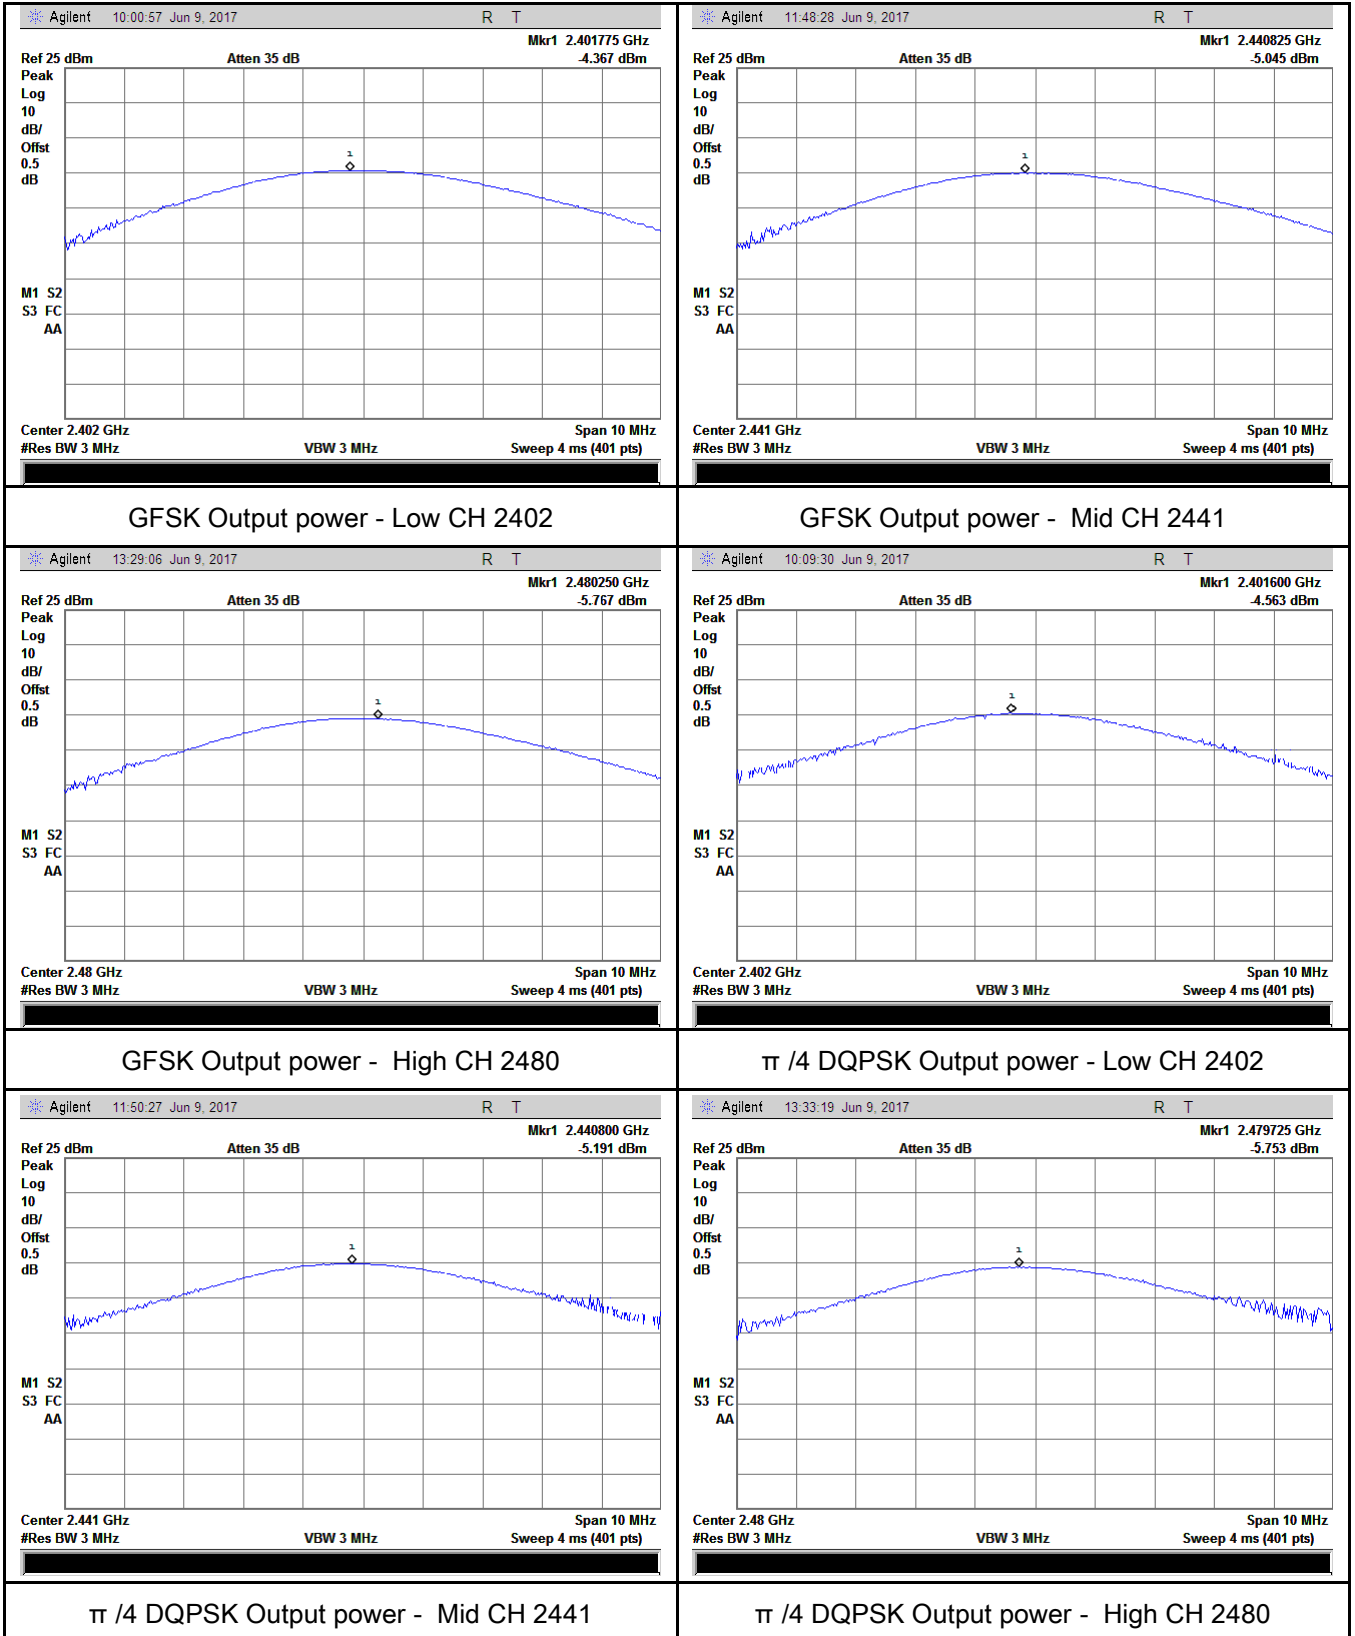 Agilent 10:00:57 Jun 9, 2017 R T
Mkr1 2.401775 GHz
Ref 25 dBm Atten 35 dB -4.367 dBm
Peak
Log
10
dB/
Offst
0.5
dB
1
M1 S2
S3 FC
AA
Center 2.402 GHz Span 10 MHz
#Res BW 3 MHz VBW 3 MHz Sweep 4 ms (401 pts)
GFSK Output power - Low CH 2402
Agilent 11:48:28 Jun 9, 2017 R T
Mkr1 2.440825 GHz
Ref 25 dBm Atten 35 dB -5.045 dBm
Peak
Log
10
dB/
Offst
0.5
dB
1
M1 S2
S3 FC
AA
Center 2.441 GHz Span 10 MHz
#Res BW 3 MHz VBW 3 MHz Sweep 4 ms (401 pts)
GFSK Output power - Mid CH 2441
Agilent 13:29:06 Jun 9, 2017 R T
Mkr1 2.480250 GHz
Ref 25 dBm Atten 35 dB -5.767 dBm
Peak
Log
10
dB/
Offst
0.5
dB
1
M1 S2
S3 FC
AA
Center 2.48 GHz Span 10 MHz
#Res BW 3 MHz VBW 3 MHz Sweep 4 ms (401 pts)
GFSK Output power - High CH 2480
Agilent 10:09:30 Jun 9, 2017 R T
Mkr1 2.401600 GHz
Ref 25 dBm Atten 35 dB -4.563 dBm
Peak
Log
10
dB/
Offst
0.5
dB
1
M1 S2
S3 FC
AA
Center 2.402 GHz Span 10 MHz
#Res BW 3 MHz VBW 3 MHz Sweep 4 ms (401 pts)
π /4 DQPSK Output power - Low CH 2402
Agilent 11:50:27 Jun 9, 2017 R T
Mkr1 2.440800 GHz
Ref 25 dBm Atten 35 dB -5.191 dBm
Peak
Log
10
dB/
Offst
0.5
dB
1
M1 S2
S3 FC
AA
Center 2.441 GHz Span 10 MHz
#Res BW 3 MHz VBW 3 MHz Sweep 4 ms (401 pts)
π /4 DQPSK Output power - Mid CH 2441
Agilent 13:33:19 Jun 9, 2017 R T
Mkr1 2.479725 GHz
Ref 25 dBm Atten 35 dB -5.753 dBm
Peak
Log
10
dB/
Offst
0.5
dB
1
M1 S2
S3 FC
AA
Center 2.48 GHz Span 10 MHz
#Res BW 3 MHz VBW 3 MHz Sweep 4 ms (401 pts)
π /4 DQPSK Output power - High CH 2480